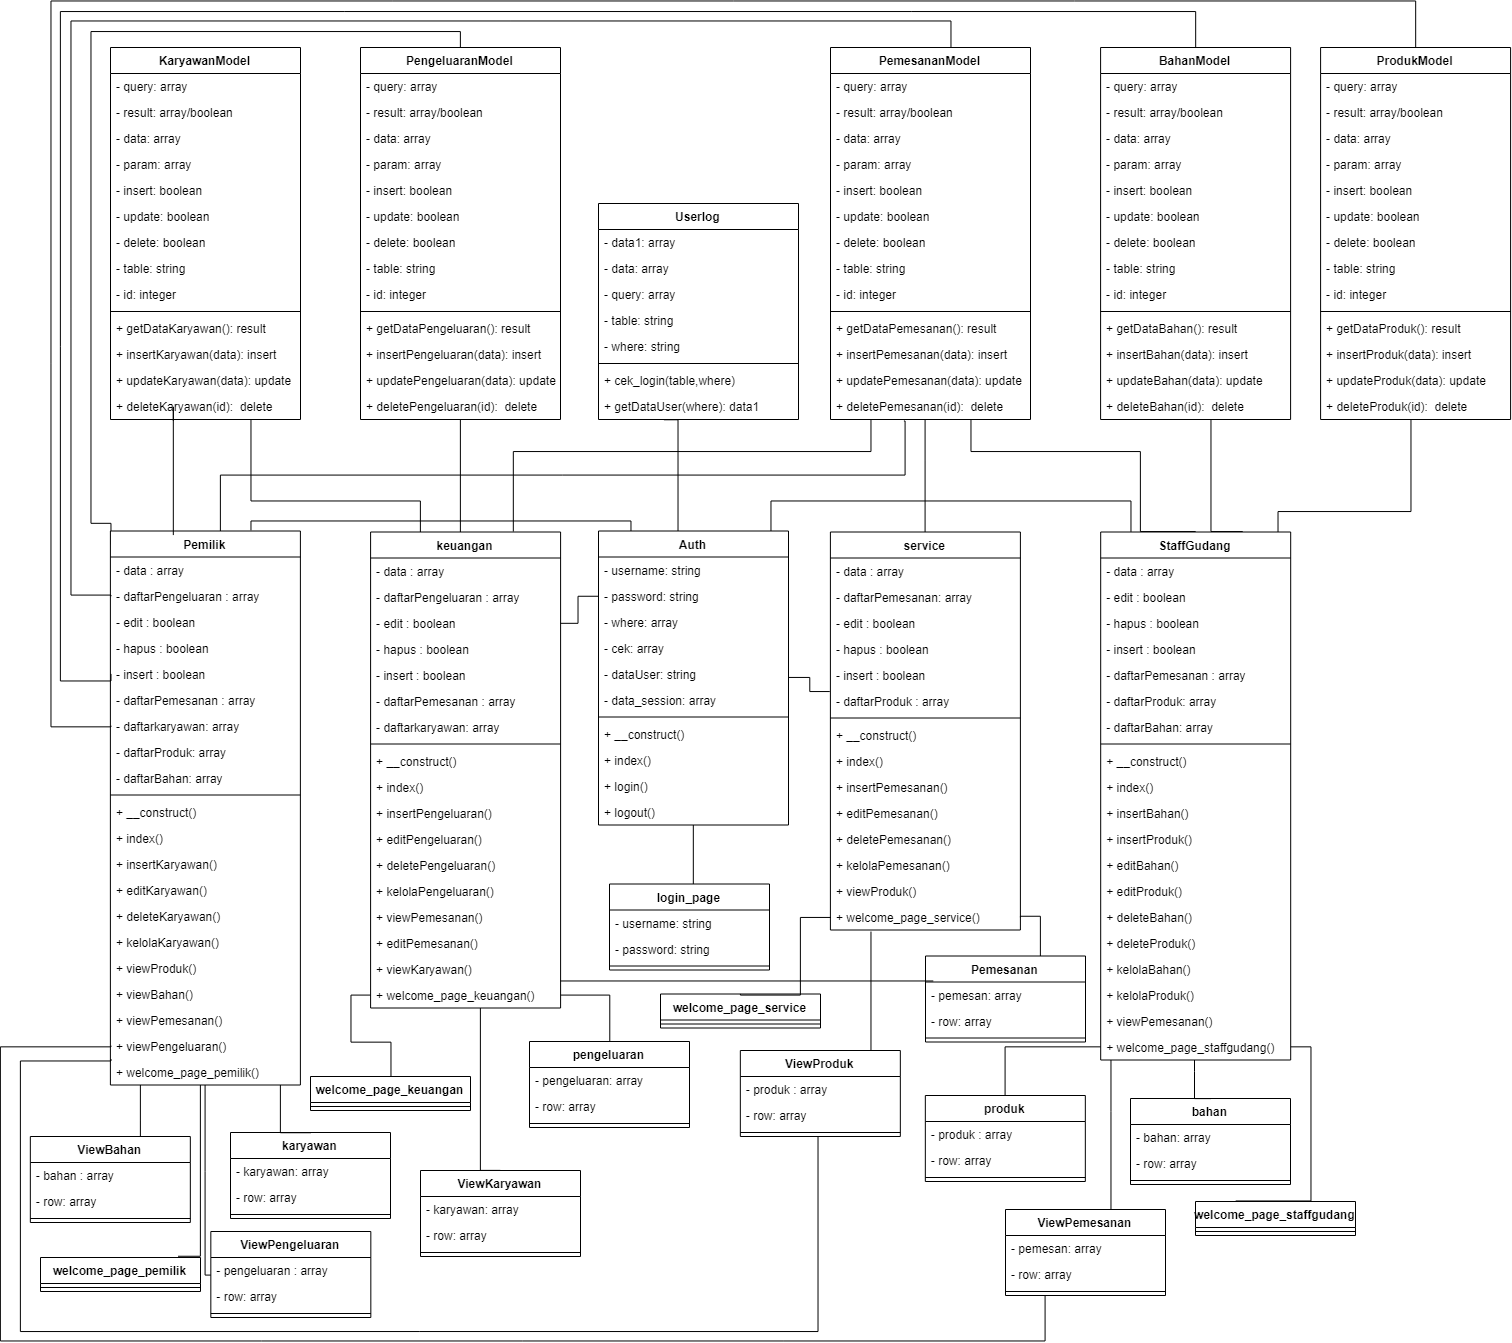 KaryawanModel
- query: array
- result: array/boolean
- data: array
- param: array
- insert: boolean
- update: boolean
- delete: boolean
- table: string
- id: integer
+ getDataKaryawan(): result
+ insertKaryawan(data): insert
+ updateKaryawan(data): update
+ deleteKaryawan(id): delete
PengeluaranModel
- query: array
- result: array/boolean
- data: array
- param: array
- insert: boolean
- update: boolean
- delete: boolean
- table: string
- id: integer
+ getDataPengeluaran(): result
+ insertPengeluaran(data): insert
+ updatePengeluaran(data): update
+ deletePengeluaran(id): delete
Userlog
- data1: array
- data: array
- query: array
- table: string
- where: string
+ cek_login(table,where)
+ getDataUser(where): data1
PemesananModel
- query: array
- result: array/boolean
- data: array
- param: array
- insert: boolean
- update: boolean
- delete: boolean
- table: string
- id: integer
+ getDataPemesanan(): result
+ insertPemesanan(data): insert
+ updatePemesanan(data): update
+ deletePemesanan(id): delete
BahanModel
- query: array
- result: array/boolean
- data: array
- param: array
- insert: boolean
- update: boolean
- delete: boolean
- table: string
- id: integer
+ getDataBahan(): result
+ insertBahan(data): insert
+ updateBahan(data): update
+ deleteBahan(id): delete
ProdukModel
- query: array
- result: array/boolean
- data: array
- param: array
- insert: boolean
- update: boolean
- delete: boolean
- table: string
- id: integer
+ getDataProduk(): result
+ insertProduk(data): insert
+ updateProduk(data): update
+ deleteProduk(id): delete
Pemilik
- data : array
- daftarPengeluaran : array
- edit : boolean
- hapus : boolean
- insert : boolean
- daftarPemesanan : array
- daftarkaryawan: array
- daftarProduk: array
- daftarBahan: array
+ __construct()
+ index()
+ insertKaryawan()
+ editKaryawan()
+ deleteKaryawan()
+ kelolaKaryawan()
+ viewProduk()
+ viewBahan()
+ viewPemesanan()
+ viewPengeluaran()
+ welcome_page_pemilik()
keuangan
- data : array
- daftarPengeluaran : array
- edit : boolean
- hapus : boolean
- insert : boolean
- daftarPemesanan : array
- daftarkaryawan: array
+ __construct()
+ index()
+ insertPengeluaran()
+ editPengeluaran()
+ deletePengeluaran()
+ kelolaPengeluaran()
+ viewPemesanan()
+ editPemesanan()
+ viewKaryawan()
+ welcome_page_keuangan()
Auth
- username: string
- password: string
- where: array
- cek: array
- dataUser: string
- data_session: array
+ __construct()
+ index()
+ login()
+ logout()
service
- data : array
- daftarPemesanan: array
- edit : boolean
- hapus : boolean
- insert : boolean
- daftarProduk : array
+ __construct()
+ index()
+ insertPemesanan()
+ editPemesanan()
+ deletePemesanan()
+ kelolaPemesanan()
+ viewProduk()
+ welcome_page_service()
StaffGudang
- data : array
- edit : boolean
- hapus : boolean
- insert : boolean
- daftarPemesanan : array
- daftarProduk: array
- daftarBahan: array
+ __construct()
+ index()
+ insertBahan()
+ insertProduk()
+ editBahan()
+ editProduk()
+ deleteBahan()
+ deleteProduk()
+ kelolaBahan()
+ kelolaProduk()
+ viewPemesanan()
+ welcome_page_staffgudang()
login_page
- username: string
- password: string
Pemesanan
- pemesan: array
- row: array
welcome_page_service
pengeluaran
- pengeluaran: array
- row: array
ViewProduk
- produk : array
- row: array
welcome_page_keuangan
produk
- produk : array
- row: array
bahan
- bahan: array
- row: array
ViewBahan
- bahan : array
- row: array
karyawan
- karyawan: array
- row: array
ViewKaryawan
- karyawan: array
- row: array
welcome_page_staffgudang
ViewPemesanan
- pemesan: array
- row: array
ViewPengeluaran
- pengeluaran : array
- row: array
welcome_page_pemilik